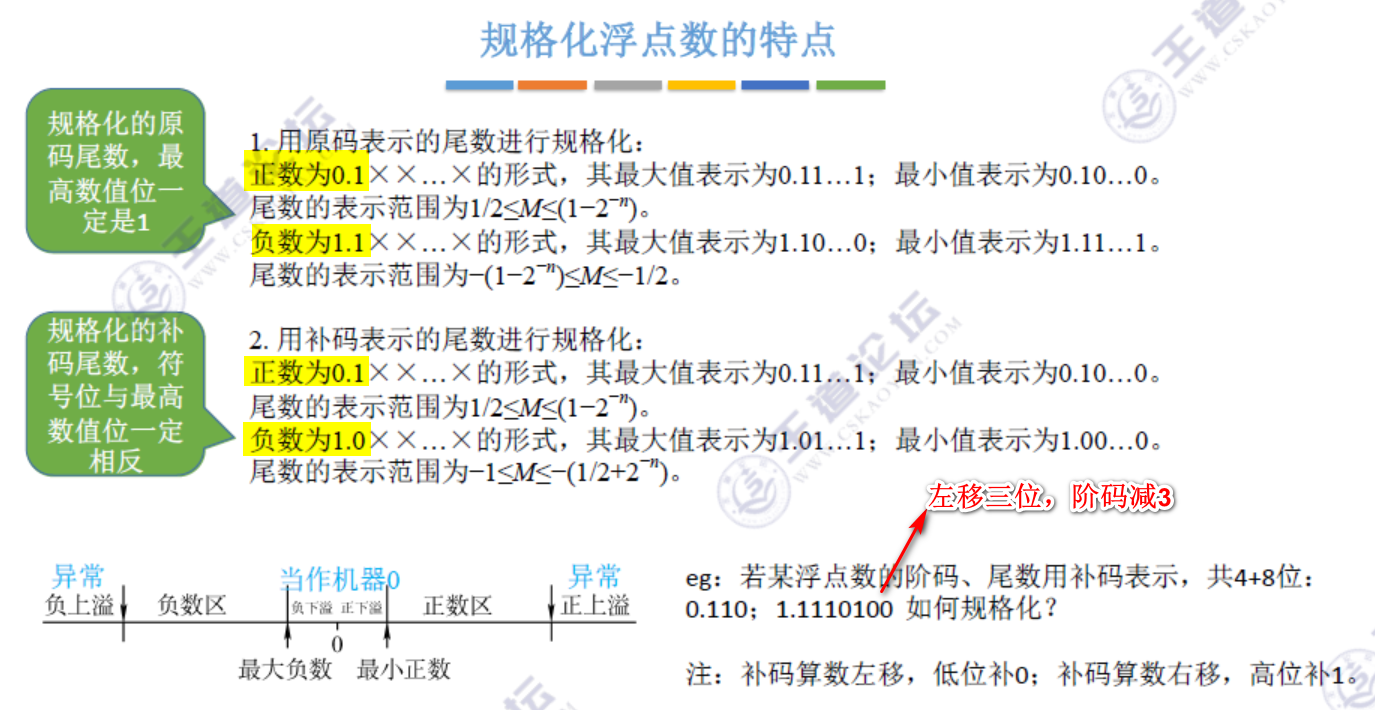 规格化浮点数的特点
规格化的原
码尾数，最
高数值位一
定是1
1. 用原码表示的尾数进行规格化：
正数为0.1××…×的形式，其最大值表示为0.11…1；最小值表示为0.10…0。
尾数的表示范围为1/2≤M≤(1−2⁻ⁿ)。
负数为1.1××…×的形式，其最大值表示为1.10…0；最小值表示为1.11…1。
尾数的表示范围为−(1−2⁻ⁿ)≤M≤−1/2。
规格化的补
码尾数，符
号位与最高
数值位一定
相反
2. 用补码表示的尾数进行规格化：
正数为0.1××…×的形式，其最大值表示为0.11…1；最小值表示为0.10…0。
尾数的表示范围为1/2≤M≤(1−2⁻ⁿ)。
负数为1.0××…×的形式，其最大值表示为1.01…1；最小值表示为1.00…0。
尾数的表示范围为−1≤M≤−(1/2+2⁻ⁿ)。
左移三位，阶码减3
异常 当作机器0 异常
负上溢 负数区 负下溢 正下溢 正数区 正上溢
0
最大负数 最小正数
eg：若某浮点数的阶码、尾数用补码表示，共4+8位：
0.110；1.1110100 如何规格化？
注：补码算数左移，低位补0；补码算数右移，高位补1。
王道论坛
WWW.CSKAOYAN.COM